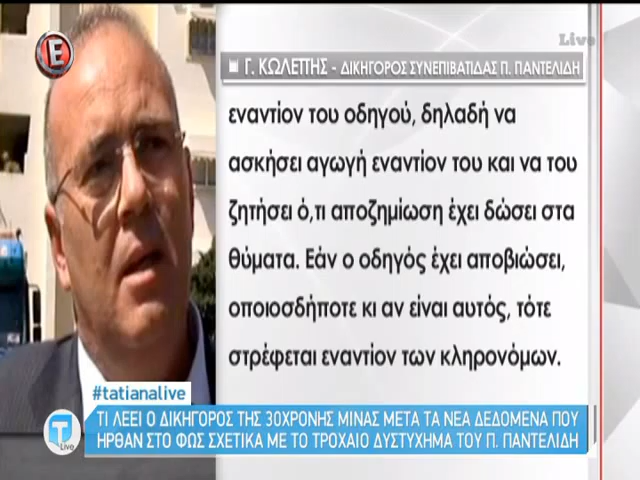 E
Live
Γ. ΚΩΛΕΤΤΗΣ - ΔΙΚΗΓΟΡΟΣ ΣΥΝΕΠΙΒΑΤΙΔΑΣ Π. ΠΑΝΤΕΛΙΔΗ
εναντίον του οδηγού, δηλαδή να
ασκήσει αγωγή εναντίον του και να του
ζητήσει ό,τι αποζημίωση έχει δώσει στα
θύματα. Εάν ο οδηγός έχει αποβιώσει,
οποιοσδήποτε κι αν είναι αυτός, τότε
στρέφεται εναντίον των κληρονόμων.
#tatianalive
ΤΙ ΛΕΕΙ Ο ΔΙΚΗΓΟΡΟΣ ΤΗΣ 30ΧΡΟΝΗΣ ΜΙΝΑΣ ΜΕΤΑ ΤΑ ΝΕΑ ΔΕΔΟΜΕΝΑ ΠΟΥ
ΗΡΘΑΝ ΣΤΟ ΦΩΣ ΣΧΕΤΙΚΑ ΜΕ ΤΟ ΤΡΟΧΑΙΟ ΔΥΣΤΥΧΗΜΑ ΤΟΥ Π. ΠΑΝΤΕΛΙΔΗ
T
Live